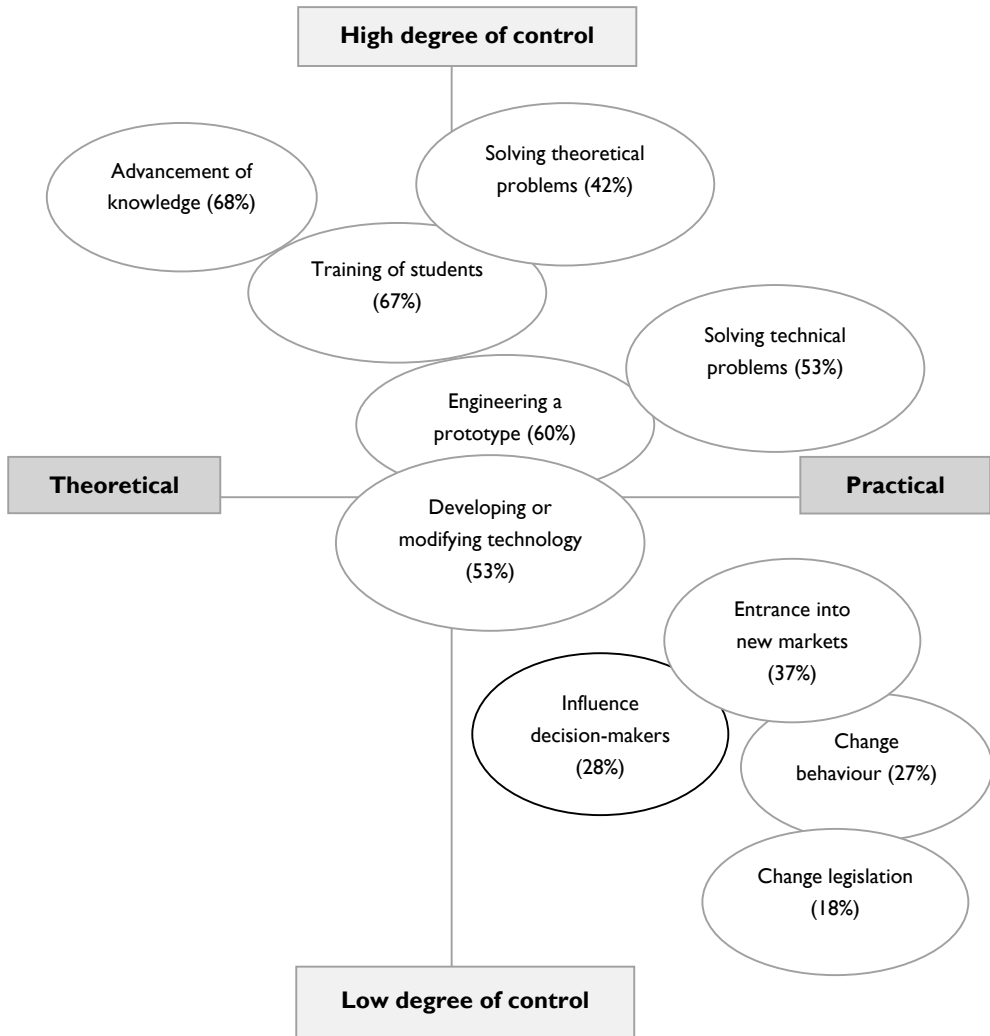 High degree of control
Advancement of
knowledge (68%)
Solving theoretical
problems (42%)
Training of students
(67%)
Solving technical
problems (53%)
Engineering a
prototype (60%)
Theoretical
Practical
Developing or
modifying technology
(53%)
Entrance into
new markets
(37%)
Influence
decision-makers
(28%)
Change
behaviour (27%)
Change legislation
(18%)
Low degree of control